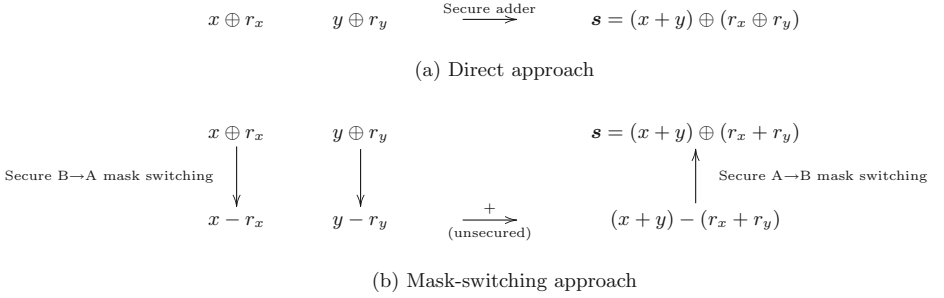 Secure adder
x ⊕ r_x y ⊕ r_y s = (x + y) ⊕ (r_x ⊕ r_y)
(a) Direct approach
x ⊕ r_x y ⊕ r_y s = (x + y) ⊕ (r_x + r_y)
Secure B→A mask switching Secure A→B mask switching
+
x − r_x y − r_y (x + y) − (r_x + r_y)
(unsecured)
(b) Mask-switching approach